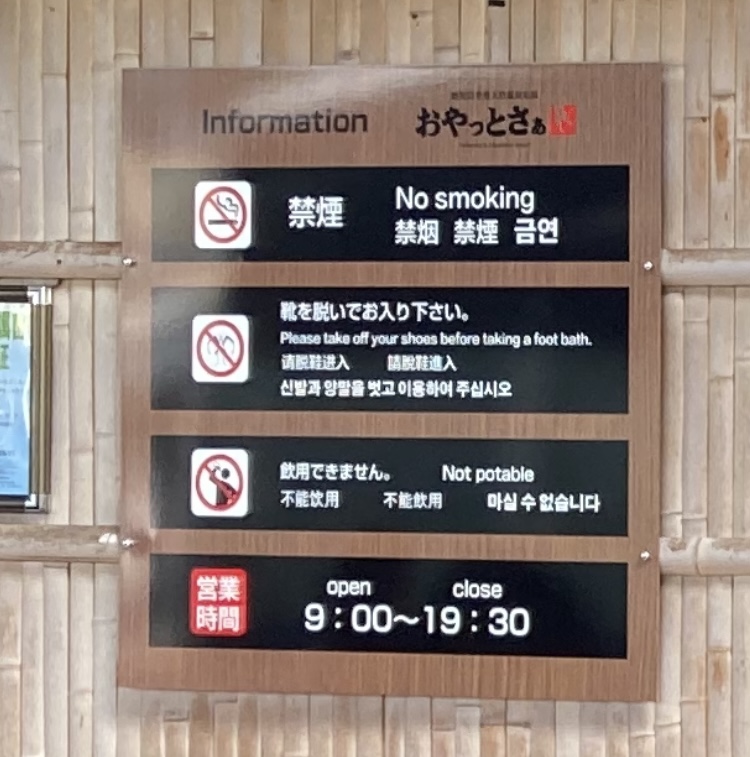 Information
おやっとさぁ
禁煙 No smoking
禁烟 禁煙 금연
靴を脱いでお入り下さい。
Please take off your shoes before taking a foot bath.
请脱鞋进入 請脫鞋進入
신발과 양말을 벗고 이용하여 주십시오
飲用できません。 Not potable
不能饮用 不能飲用 마실 수 없습니다
営業
時間
open close
9:00～19:30